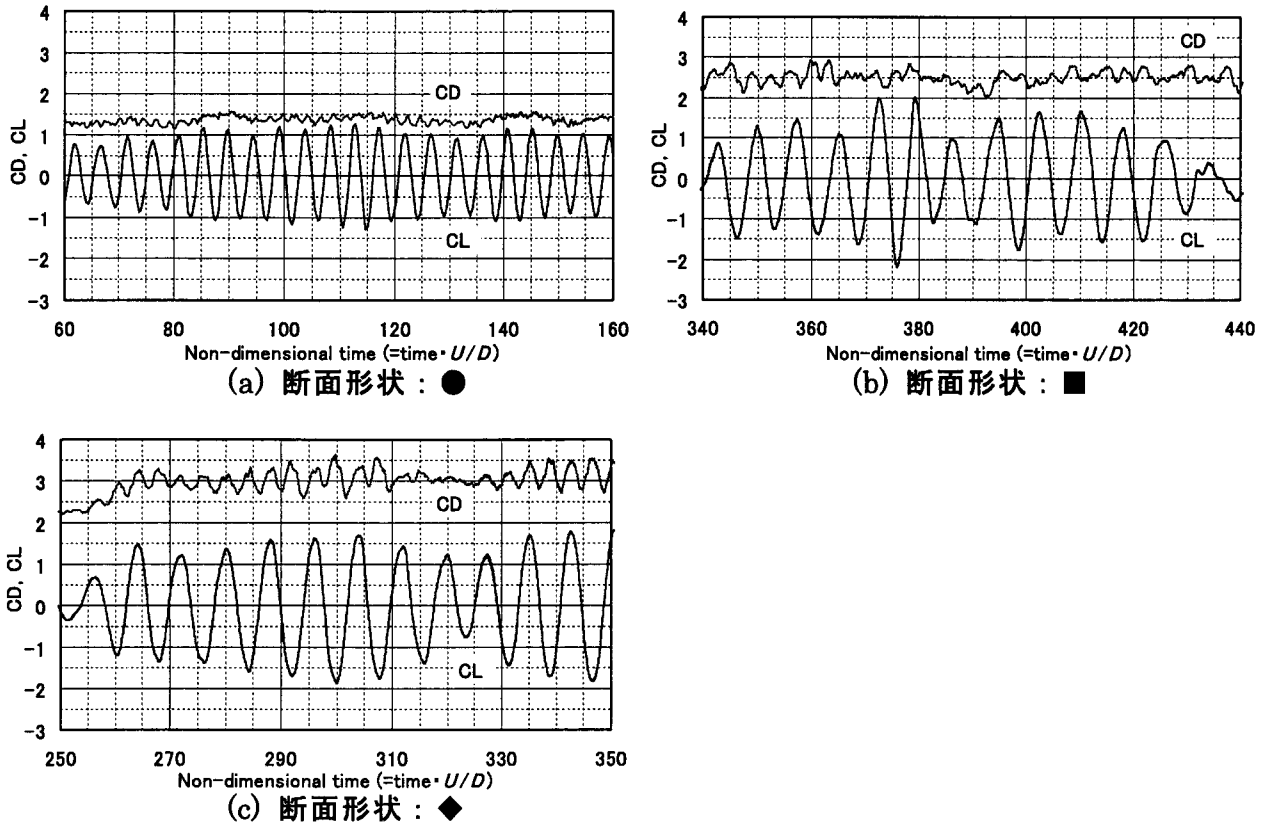 4
3
2
1
0
-1
-2
-3
CD, CL
CD
CL
60 80 100 120 140 160
Non-dimensional time (=time・U/D)
(a) 断面形状：●
4
3
2
1
0
-1
-2
-3
CD, CL
CD
CL
340 360 380 400 420 440
Non-dimensional time (=time・U/D)
(b) 断面形状：■
4
3
2
1
0
-1
-2
-3
CD, CL
CD
CL
250 270 290 310 330 350
Non-dimensional time (=time・U/D)
(c) 断面形状：◆